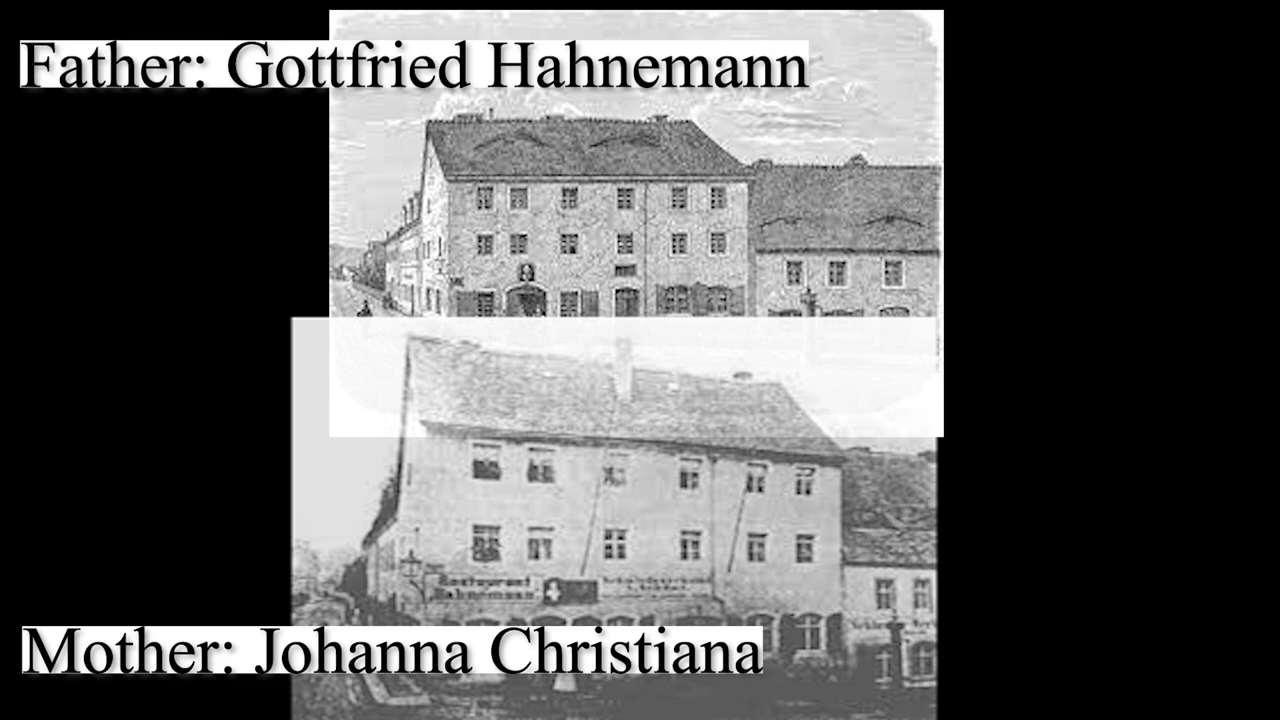 Father: Gottfried Hahnemann
Restaurant
Hahnemann
Mother: Johanna Christiana